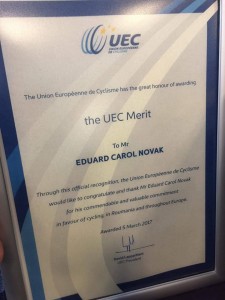 UEC
UNION EUROPÉENNE
DE CYCLISME
The Union Européenne de Cyclisme has the great honour of awarding
the UEC Merit
To Mr
EDUARD CAROL NOVAK
Through this official recognition, the Union Européenne de Cyclisme
would like to congratulate and thank Mr Eduard Carol Novak
for his commendable and valuable commitment
in favour of cycling, in Roumania and throughout Europe.
Awarded 5 March 2017
UEC President